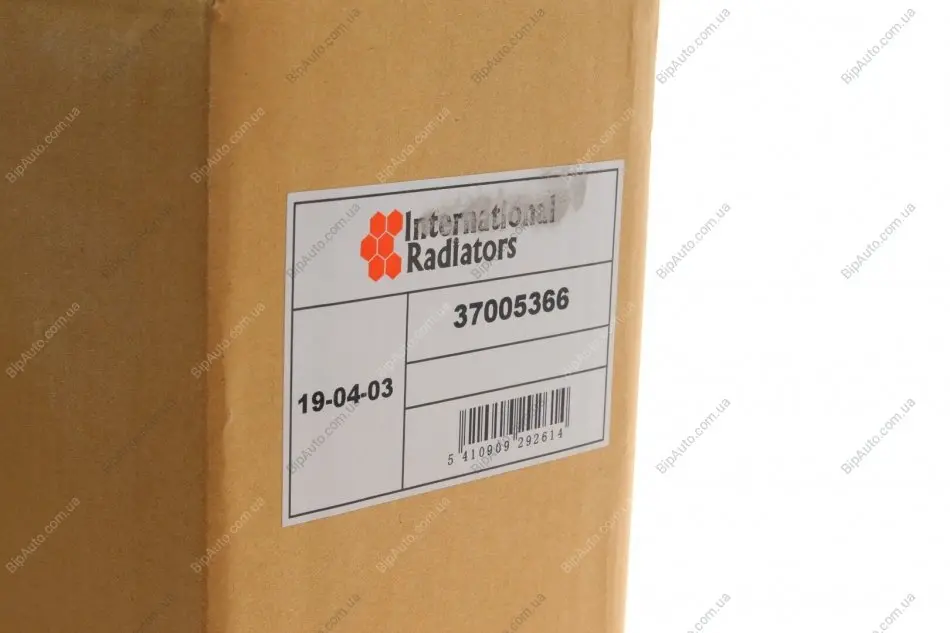 International
Radiators
37005366
19-04-03
5 410909 292614
BipAuto.com.ua